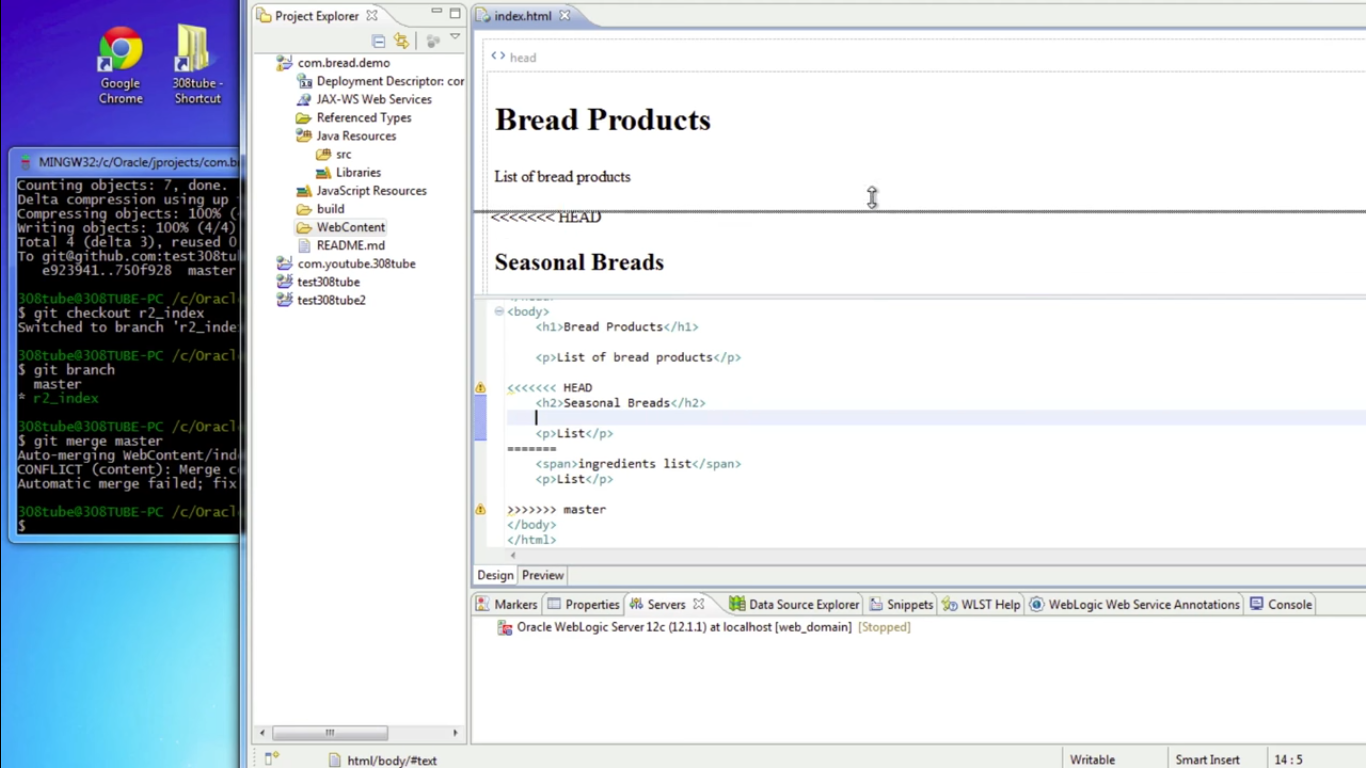 Google
Chrome
308tube -
Shortcut
MINGW32:/c/Oracle/jprojects/com.b
Counting objects: 7, done.
Delta compression using up
Compressing objects: 100% (
Writing objects: 100% (4/4)
Total 4 (delta 3), reused 0
To git@github.com:test308tu
e923941..750f928 master
308tube@308TUBE-PC /c/Oracl
$ git checkout r2_index
Switched to branch 'r2_inde
308tube@308TUBE-PC /c/Oracl
$ git branch
master
* r2_index
308tube@308TUBE-PC /c/Oracl
$ git merge master
Auto-merging WebContent/ind
CONFLICT (content): Merge c
Automatic merge failed; fix
308tube@308TUBE-PC /c/Oracl
$
Project Explorer
com.bread.demo
Deployment Descriptor: cor
JAX-WS Web Services
Referenced Types
Java Resources
src
Libraries
JavaScript Resources
build
WebContent
README.md
com.youtube.308tube
test308tube
test308tube2
index.html
head
Bread Products
List of bread products
<<<<<<< HEAD
Seasonal Breads
<body>
<h1>Bread Products</h1>
<p>List of bread products</p>
<<<<<<< HEAD
<h2>Seasonal Breads</h2>
<p>List</p>
=======
<span>ingredients list</span>
<p>List</p>
>>>>>>> master
</body>
</html>
Design Preview
Markers Properties Servers Data Source Explorer Snippets WLST Help WebLogic Web Service Annotations Console
Oracle WebLogic Server 12c (12.1.1) at localhost [web_domain] [Stopped]
html/body/#text Writable Smart Insert 14 : 5